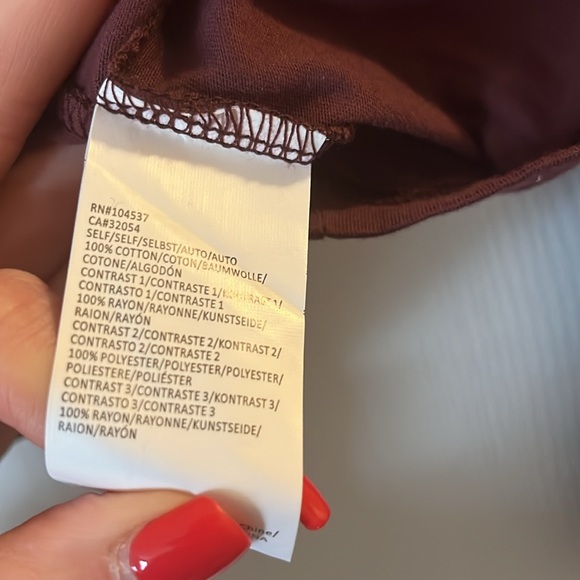 RN#104537
CA#32054
SELF/SELF/SELBST/AUTO/AUTO
100% COTTON/COTON/BAUMWOLLE/
COTONE/ALGODÓN
CONTRAST 1/CONTRASTE 1/KONTRAST 1/
CONTRASTO 1/CONTRASTE 1
100% RAYON/RAYONNE/KUNSTSEIDE/
RAION/RAYÓN
CONTRAST 2/CONTRASTE 2/KONTRAST 2/
CONTRASTO 2/CONTRASTE 2
100% POLYESTER/POLYESTER/POLYESTER/
POLIESTERE/POLIÉSTER
CONTRAST 3/CONTRASTE 3/KONTRAST 3/
CONTRASTO 3/CONTRASTE 3
100% RAYON/RAYONNE/KUNSTSEIDE/
RAION/RAYÓN